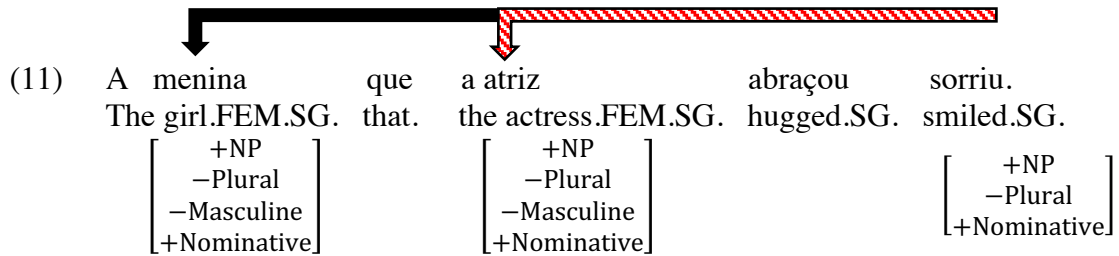 (11) A menina que a atriz abraçou sorriu.
The girl.FEM.SG. that. the actress.FEM.SG. hugged.SG. smiled.SG.
+NP +NP
−Plural −Plural +NP
−Masculine −Masculine −Plural
+Nominative +Nominative +Nominative